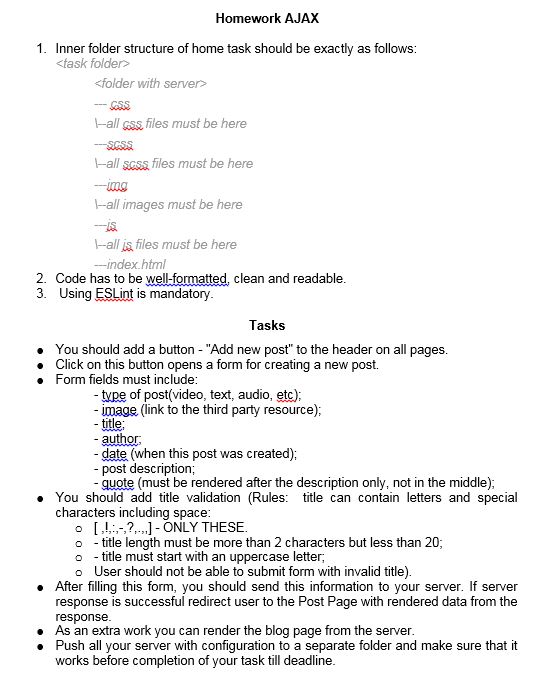 Homework AJAX
1. Inner folder structure of home task should be exactly as follows:
<task folder>
<folder with server>
--- css
\--all css files must be here
---scss
\--all scss files must be here
---img
\--all images must be here
---js
\--all js files must be here
---index.html
2. Code has to be well-formatted, clean and readable.
3. Using ESLint is mandatory.
Tasks
● You should add a button - "Add new post" to the header on all pages.
● Click on this button opens a form for creating a new post.
● Form fields must include:
- type of post(video, text, audio, etc);
- image (link to the third party resource);
- title;
- author;
- date (when this post was created);
- post description;
- quote (must be rendered after the description only, not in the middle);
● You should add title validation (Rules: title can contain letters and special
characters including space:
o [ ,!,:,-,?,.,,] - ONLY THESE.
o - title length must be more than 2 characters but less than 20;
o - title must start with an uppercase letter;
o User should not be able to submit form with invalid title).
● After filling this form, you should send this information to your server. If server
response is successful redirect user to the Post Page with rendered data from the
response.
● As an extra work you can render the blog page from the server.
● Push all your server with configuration to a separate folder and make sure that it
works before completion of your task till deadline.